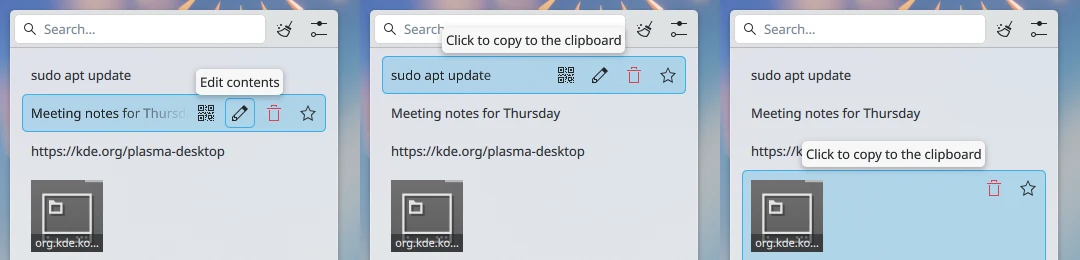 Search...
sudo apt update
Edit contents
Meeting notes for Thursd
https://kde.org/plasma-desktop
org.kde.ko...
Search...
Click to copy to the clipboard
sudo apt update
Meeting notes for Thursday
https://kde.org/plasma-desktop
org.kde.ko...
Search...
sudo apt update
Meeting notes for Thursday
https://k
Click to copy to the clipboard
org.kde.ko...